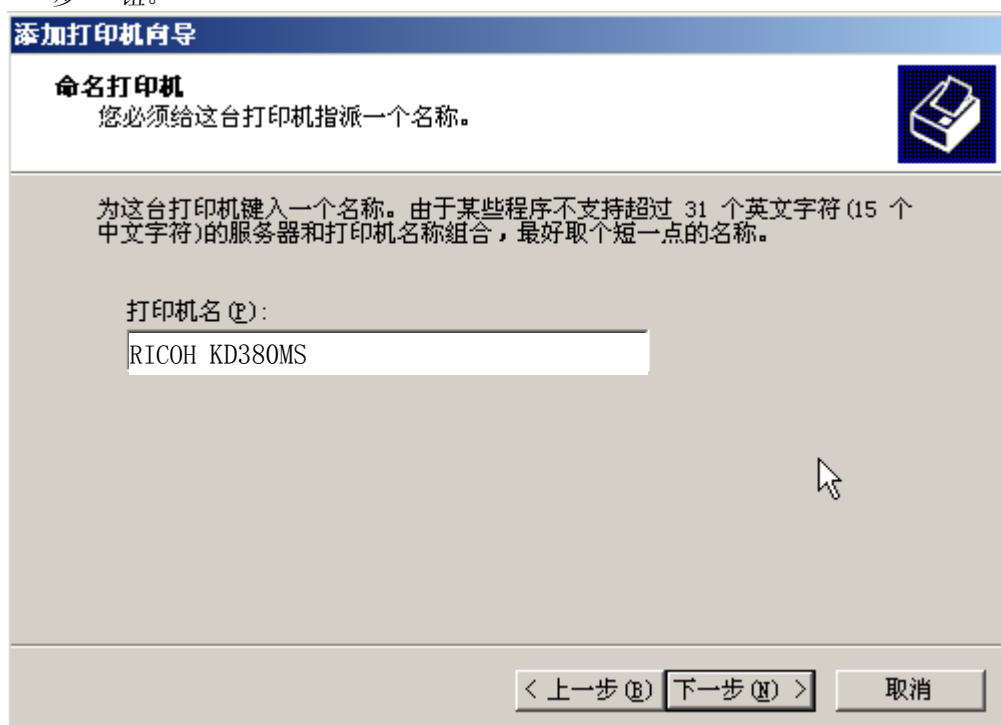 添加打印机向导
命名打印机
您必须给这台打印机指派一个名称。
为这台打印机键入一个名称。由于某些程序不支持超过 31 个英文字符(15 个
中文字符)的服务器和打印机名称组合，最好取个短一点的名称。
打印机名(P):
RICOH KD380MS
< 上一步(B) 下一步(N) > 取消